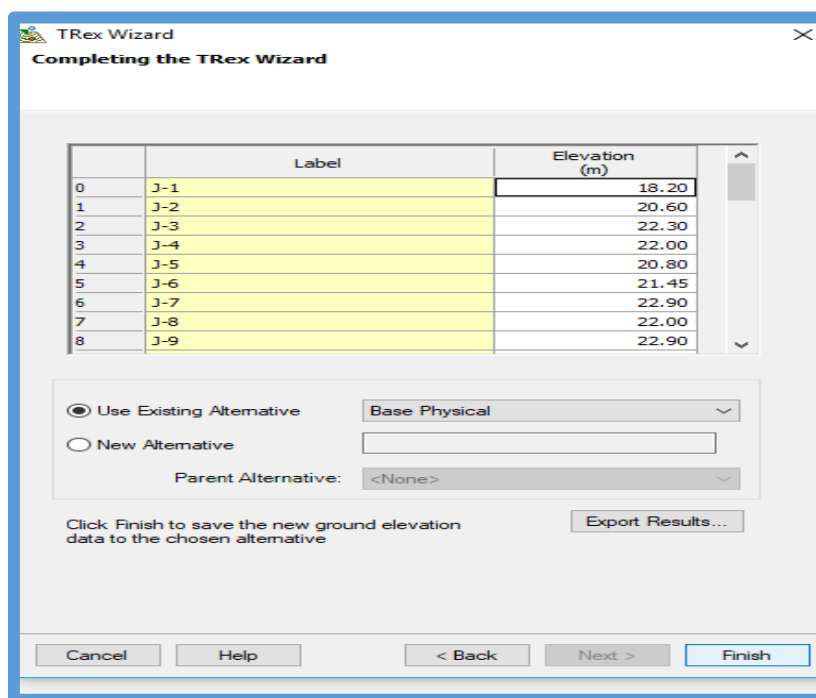 TRex Wizard
Completing the TRex Wizard
Label Elevation (m)
0 J-1 18.20
1 J-2 20.60
2 J-3 22.30
3 J-4 22.00
4 J-5 20.80
5 J-6 21.45
6 J-7 22.90
7 J-8 22.00
8 J-9 22.90
Use Existing Alternative Base Physical
New Alternative
Parent Alternative: <None>
Click Finish to save the new ground elevation Export Results...
data to the chosen alternative
Cancel Help < Back Next > Finish